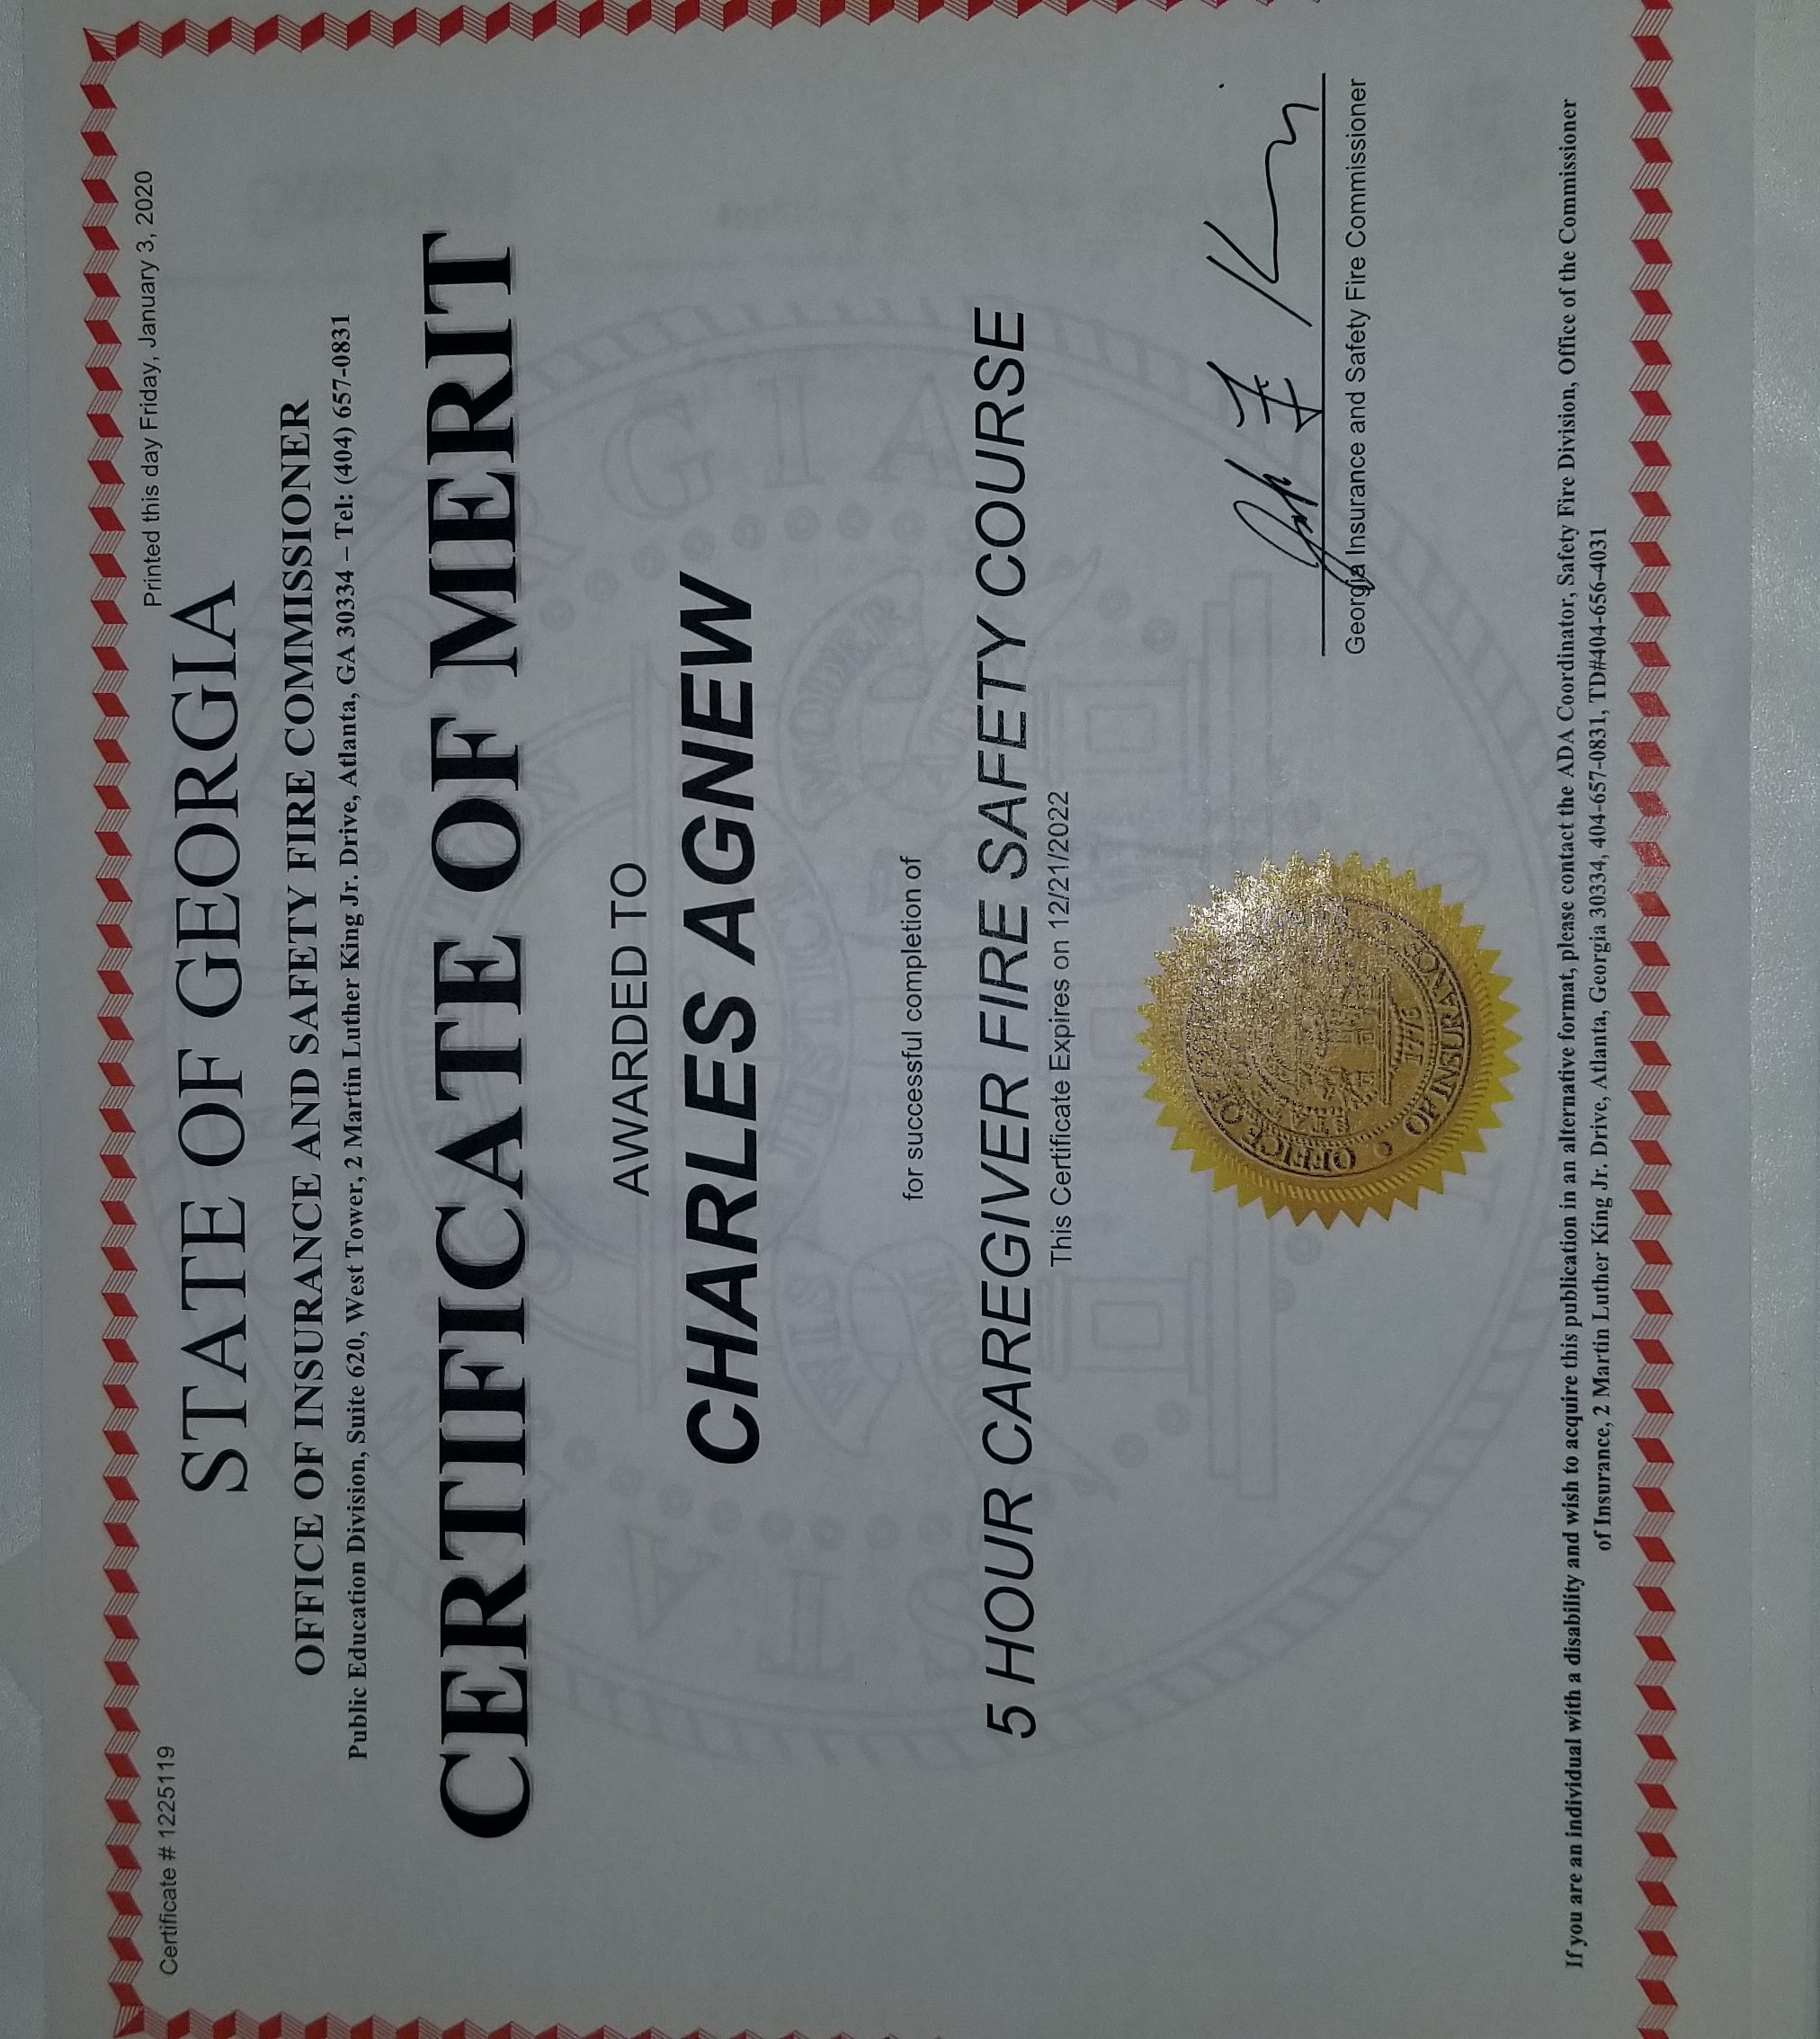 Certificate # 1225119
Printed this day Friday, January 3, 2020
STATE OF GEORGIA
OFFICE OF INSURANCE AND SAFETY FIRE COMMISSIONER
Public Education Division, Suite 620, West Tower, 2 Martin Luther King Jr. Drive, Atlanta, GA 30334 – Tel: (404) 657-0831
CERTIFICATE OF MERIT
AWARDED TO
CHARLES AGNEW
for successful completion of
5 HOUR CAREGIVER FIRE SAFETY COURSE
This Certificate Expires on 12/21/2022
OFFICE OF
OF INSURANCE
1776
Georgia Insurance and Safety Fire Commissioner
If you are an individual with a disability and wish to acquire this publication in an alternative format, please contact the ADA Coordinator, Safety Fire Division, Office of the Commissioner
of Insurance, 2 Martin Luther King Jr. Drive, Atlanta, Georgia 30334, 404-657-0831, TD#404-656-4031